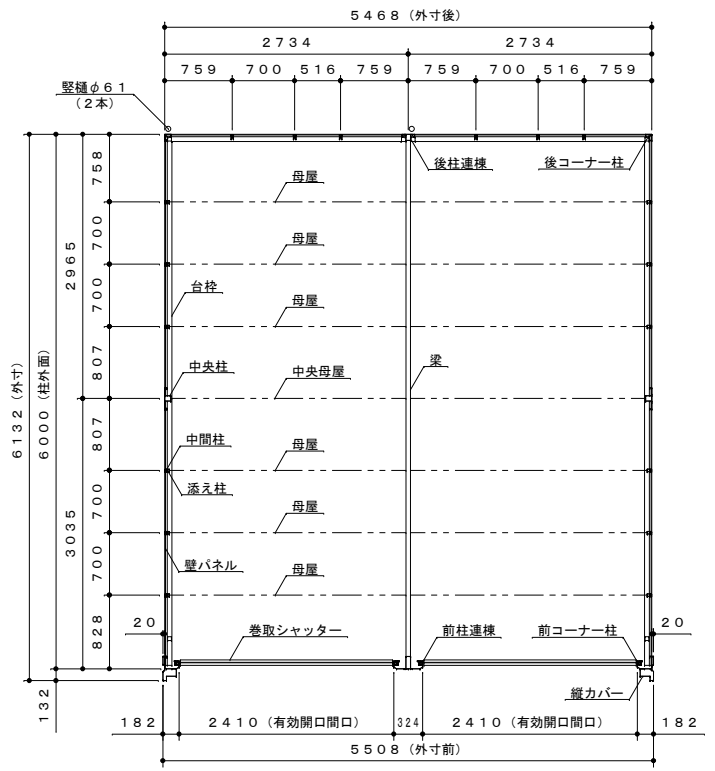 ５４６８（外寸後）
２７３４
２７３４
７５９
７００
５１６
７５９
７５９
７００
５１６
７５９
竪樋φ６１
（２本）
後柱連棟
後コーナー柱
７５８
母屋
７００
母屋
２９６５
台枠
７００
母屋
８０７
中央柱
中央母屋
梁
６１３２（外寸）
６０００（柱外面）
８０７
中間柱
母屋
添え柱
７００
母屋
３０３５
壁パネル
７００
母屋
８２８
２０
巻取シャッター
前柱連棟
前コーナー柱
２０
縦カバー
１３２
１８２
２４１０（有効開口間口）
３２４
２４１０（有効開口間口）
１８２
５５０８（外寸前）